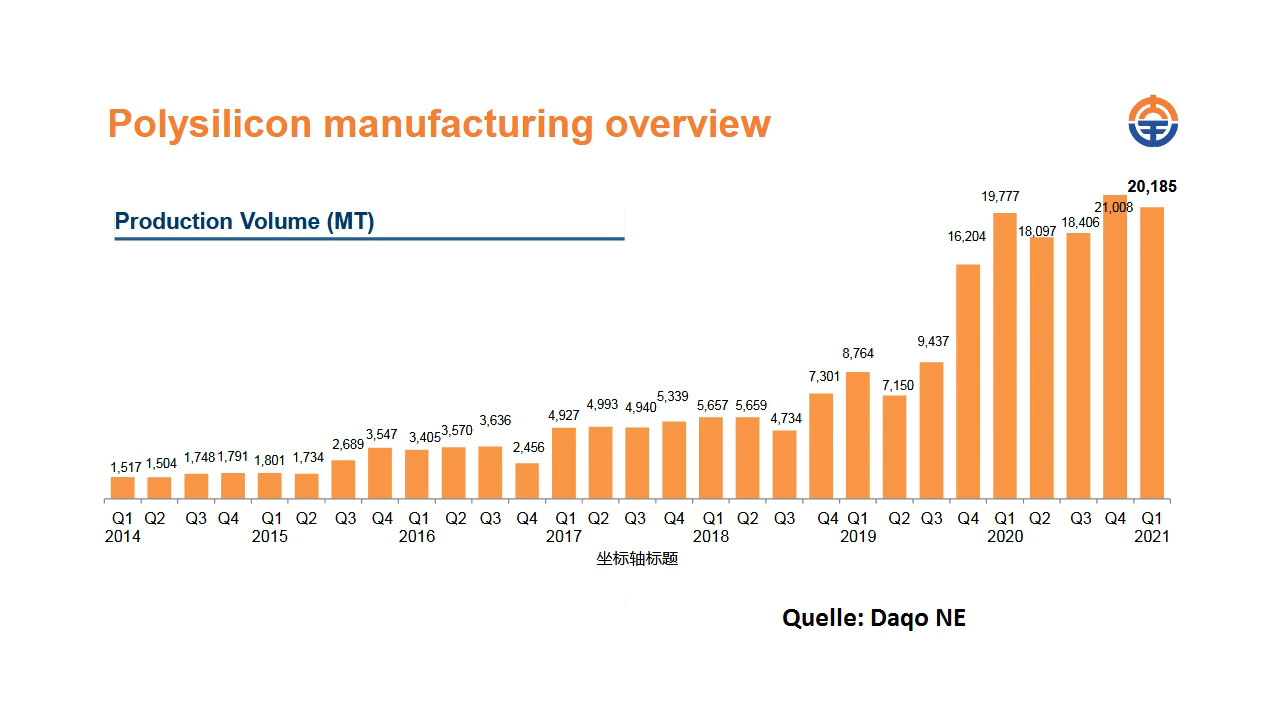 Polysilicon manufacturing overview
Production Volume (MT)
1,517 1,504 1,748 1,791 1,801 1,734 2,689 3,547 3,405 3,570 3,636 2,456 4,927 4,993 4,940 5,339 5,657 5,659 4,734 7,301 8,764 7,150 9,437 16,204 19,777 18,097 18,406 21,008 20,185
Q1 Q2 Q3 Q4 Q1 Q2 Q3 Q4 Q1 Q2 Q3 Q4 Q1 Q2 Q3 Q4 Q1 Q2 Q3 Q4 Q1 Q2 Q3 Q4 Q1 Q2 Q3 Q4 Q1
2014 2015 2016 2017 2018 2019 2020 2021
坐标轴标题
Quelle: Daqo NE